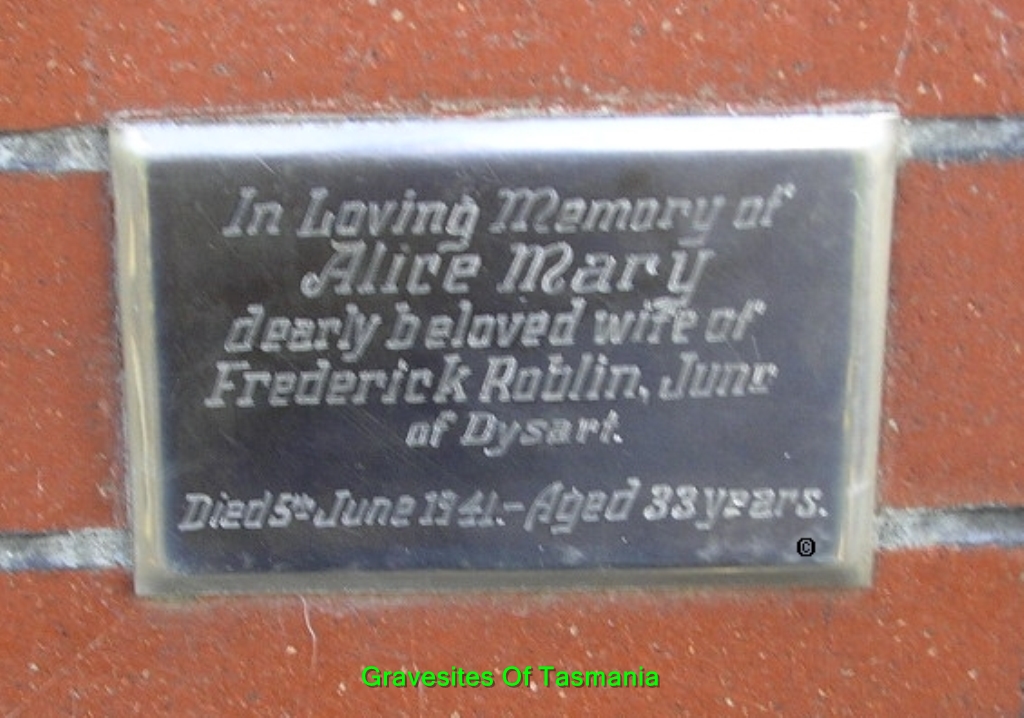 In Loving Memory of
Alice Mary
dearly beloved wife of
Frederick Roblin, Junr
of Dysart.
Died 5th June 1941.- Aged 33 years.
©
Gravesites Of Tasmania